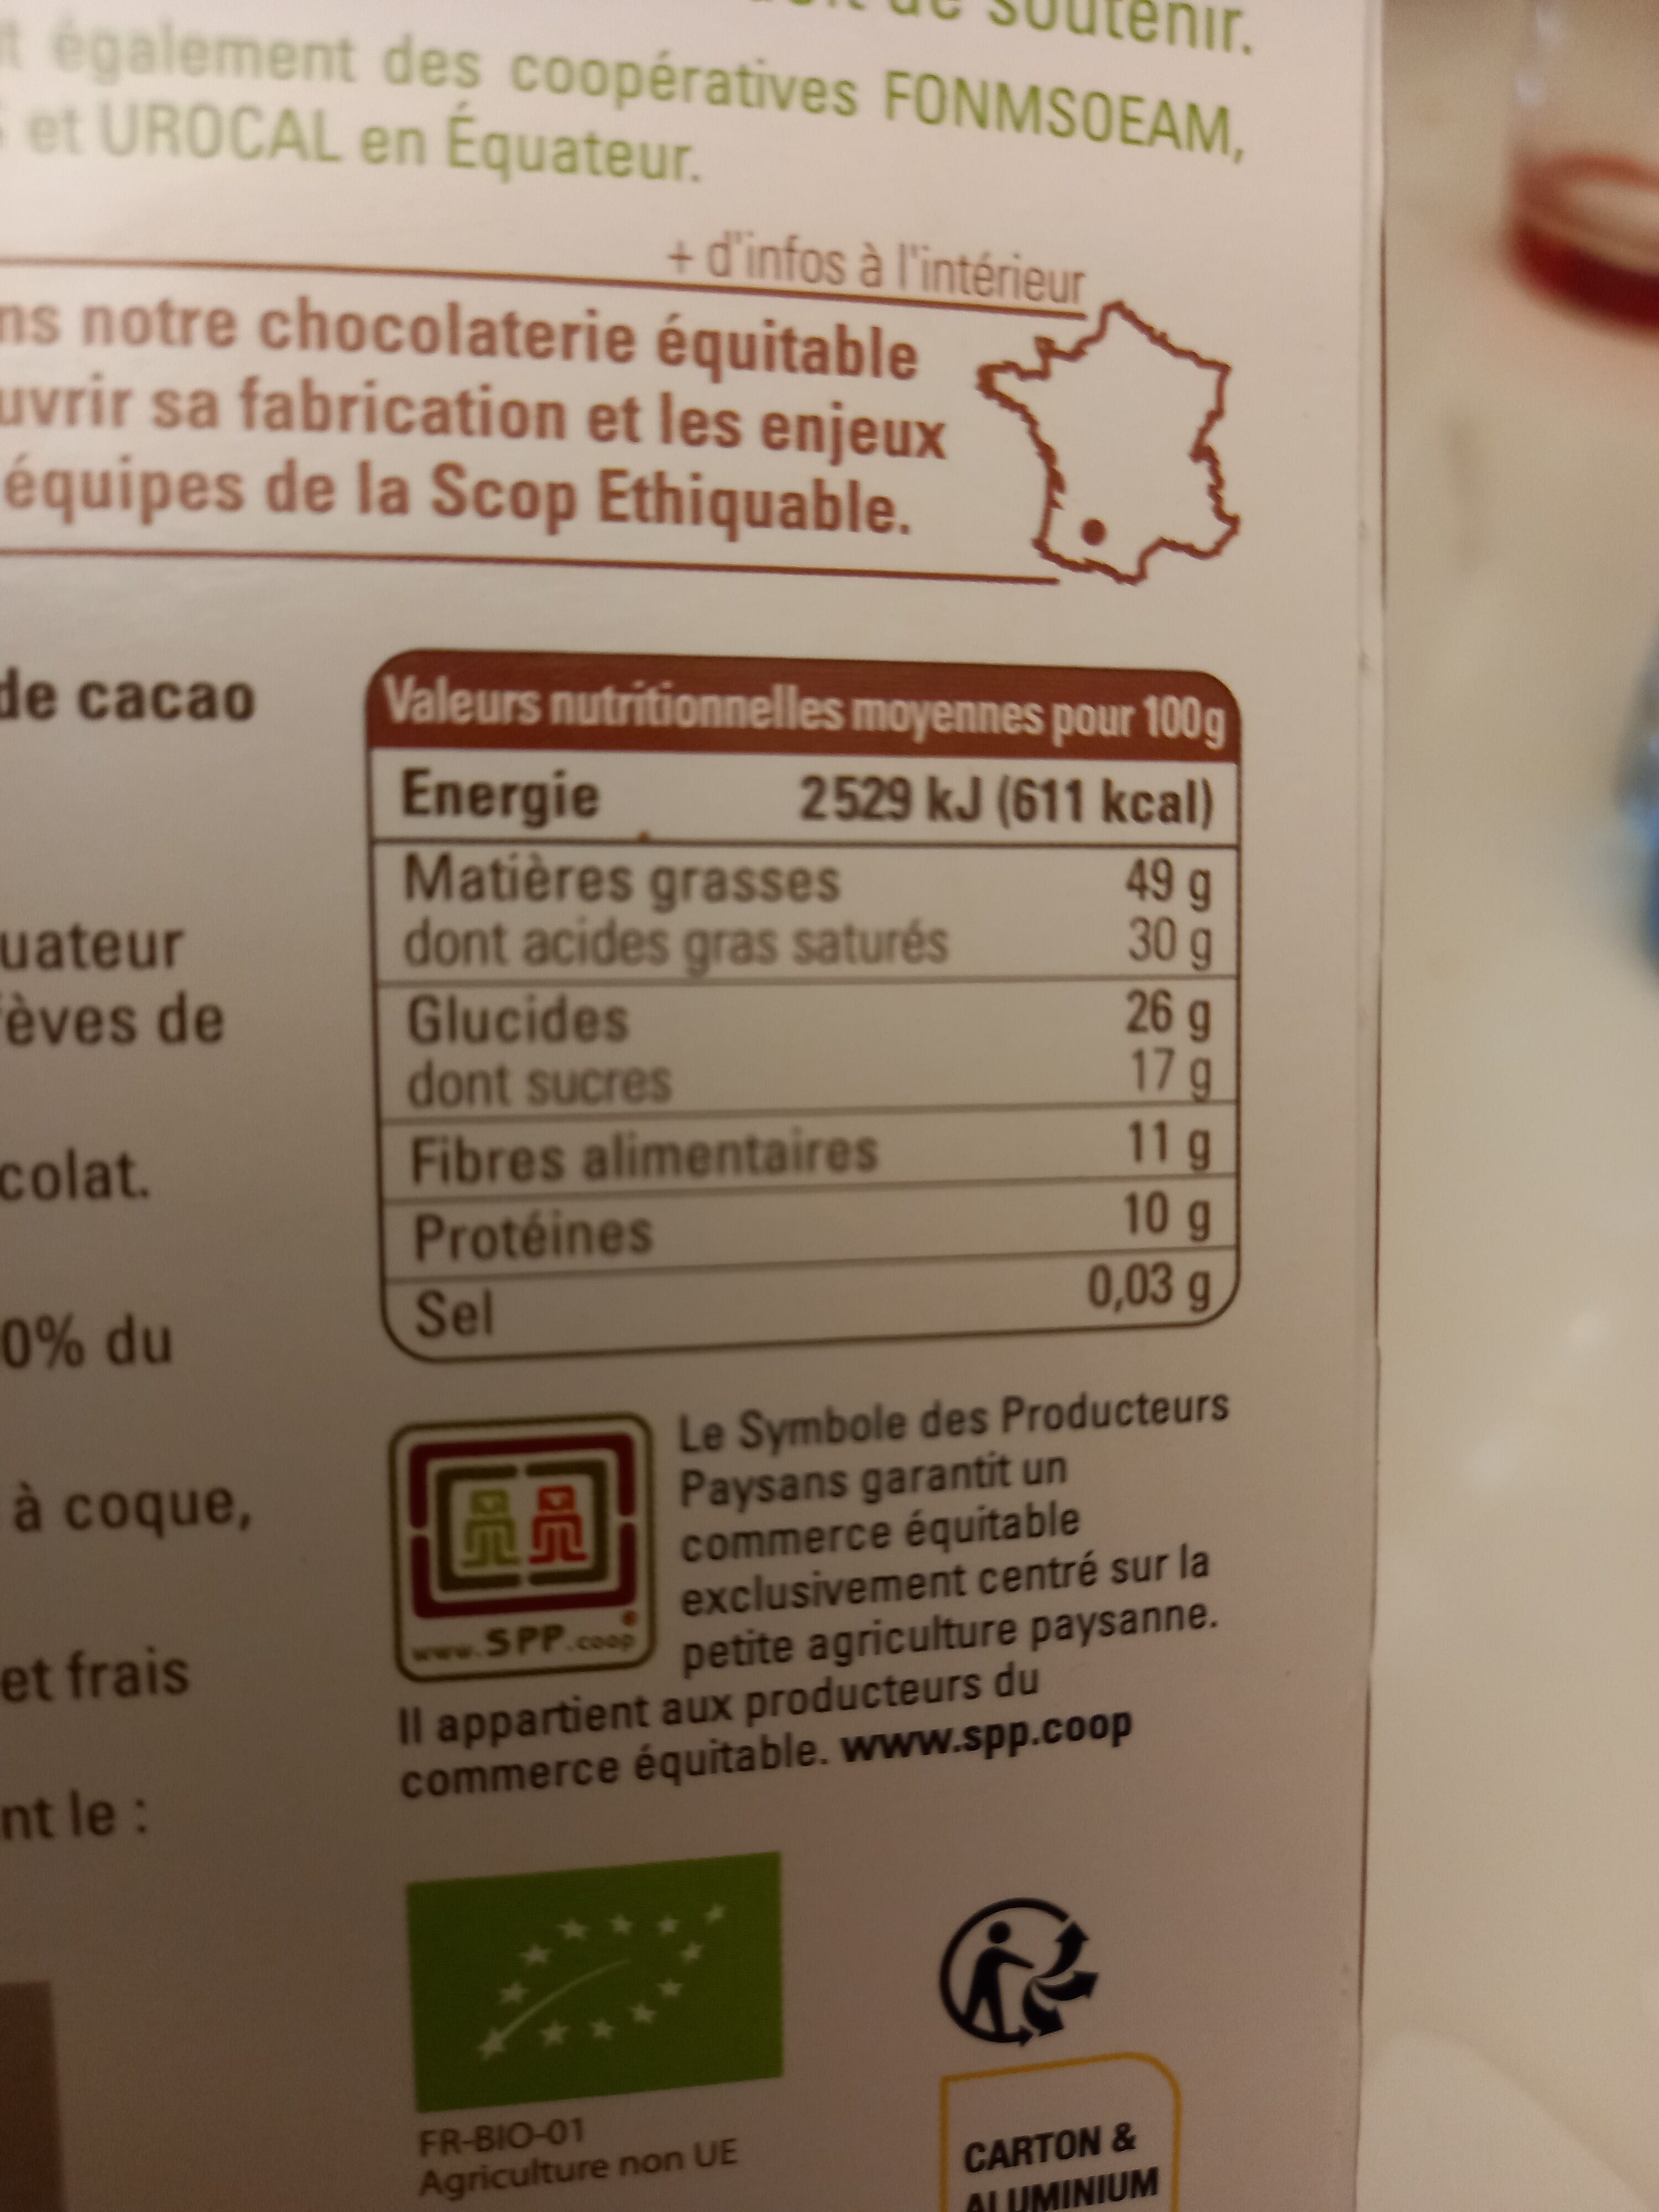 de soutenir.
également des coopératives FONMSOEAM,
et UROCAL en Équateur.
+ d'infos à l'intérieur
ns notre chocolaterie équitable
uvrir sa fabrication et les enjeux
équipes de la Scop Ethiquable.
de cacao
uateur
èves de
colat.
0% du
à coque,
et frais
nt le :
Valeurs nutritionnelles moyennes pour 100g
Energie 2529 kJ (611 kcal)
Matières grasses 49 g
dont acides gras saturés 30 g
Glucides 26 g
dont sucres 17 g
Fibres alimentaires 11 g
Protéines 10 g
Sel 0,03 g
www.SPP.coop
Le Symbole des Producteurs
Paysans garantit un
commerce équitable
exclusivement centré sur la
petite agriculture paysanne.
Il appartient aux producteurs du
commerce équitable. www.spp.coop
FR-BIO-01
Agriculture non UE
CARTON &
ALUMINIUM